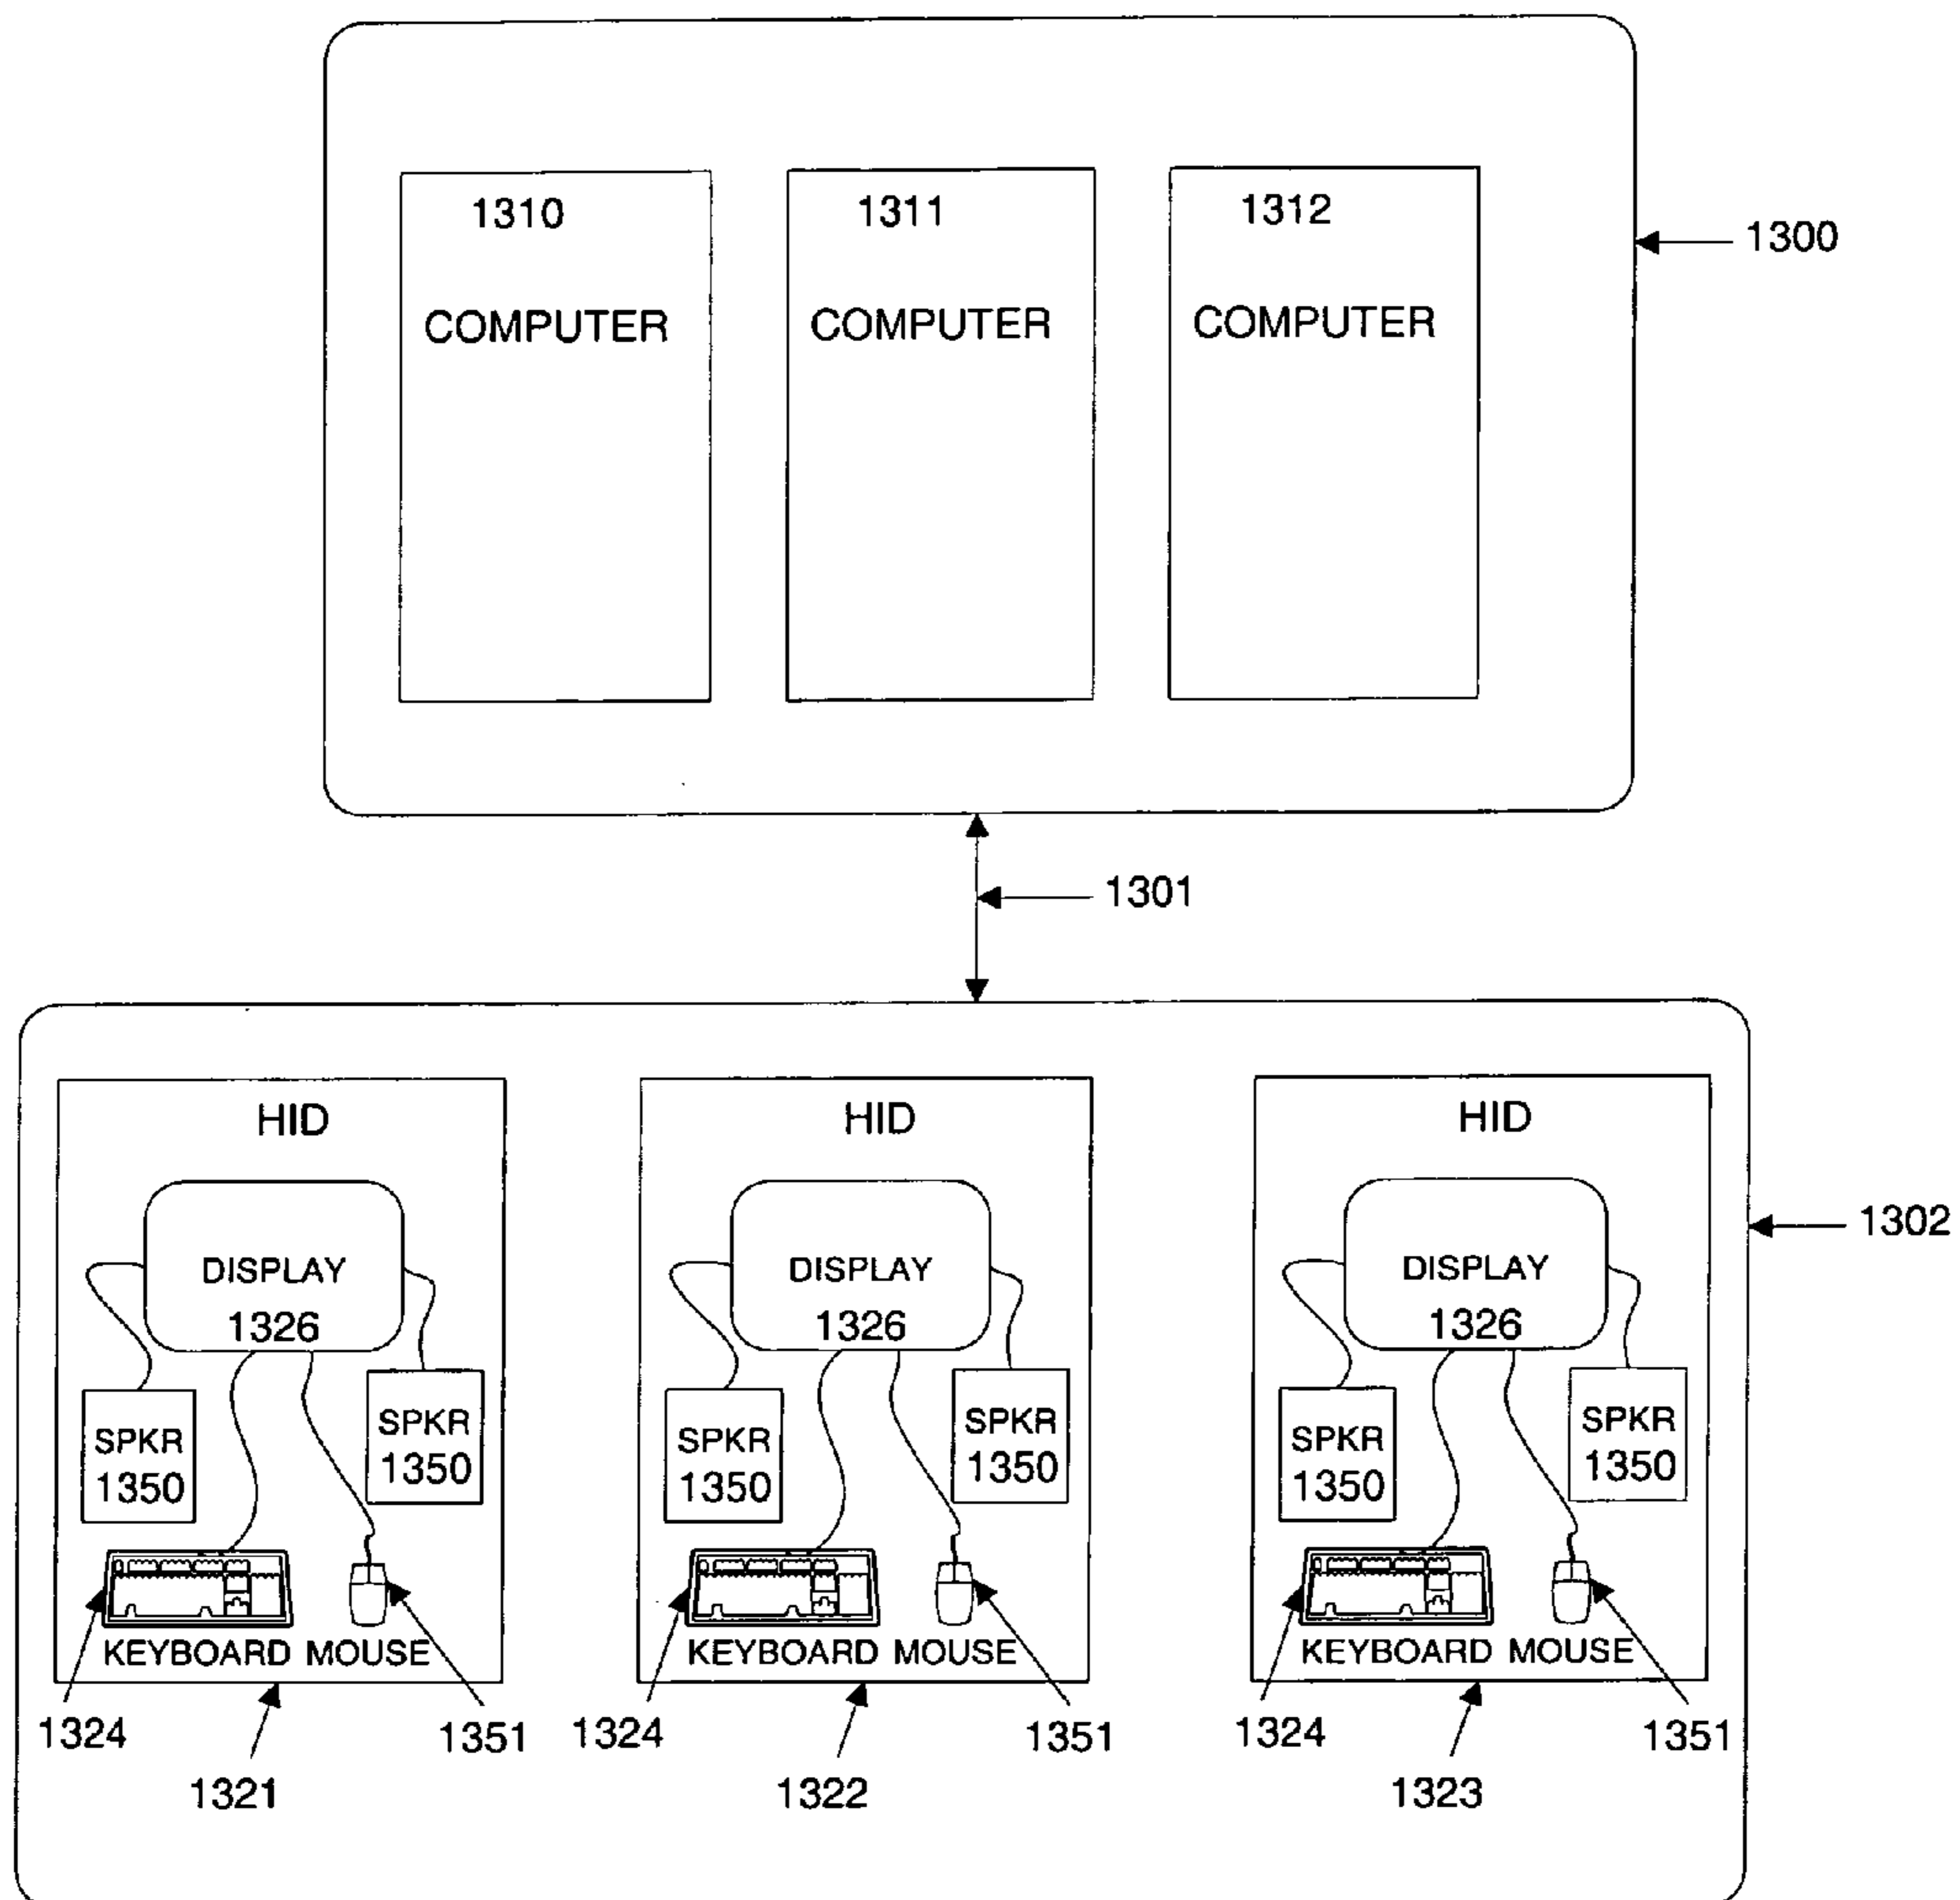 1310
1311
1312
1300
COMPUTER
COMPUTER
COMPUTER
1301
HID
HID
HID
1302
DISPLAY
1326
DISPLAY
1326
DISPLAY
1326
SPKR
1350
SPKR
1350
SPKR
1350
SPKR
1350
SPKR
1350
SPKR
1350
KEYBOARD MOUSE
KEYBOARD MOUSE
KEYBOARD MOUSE
1324
1351
1324
1351
1324
1351
1321
1322
1323